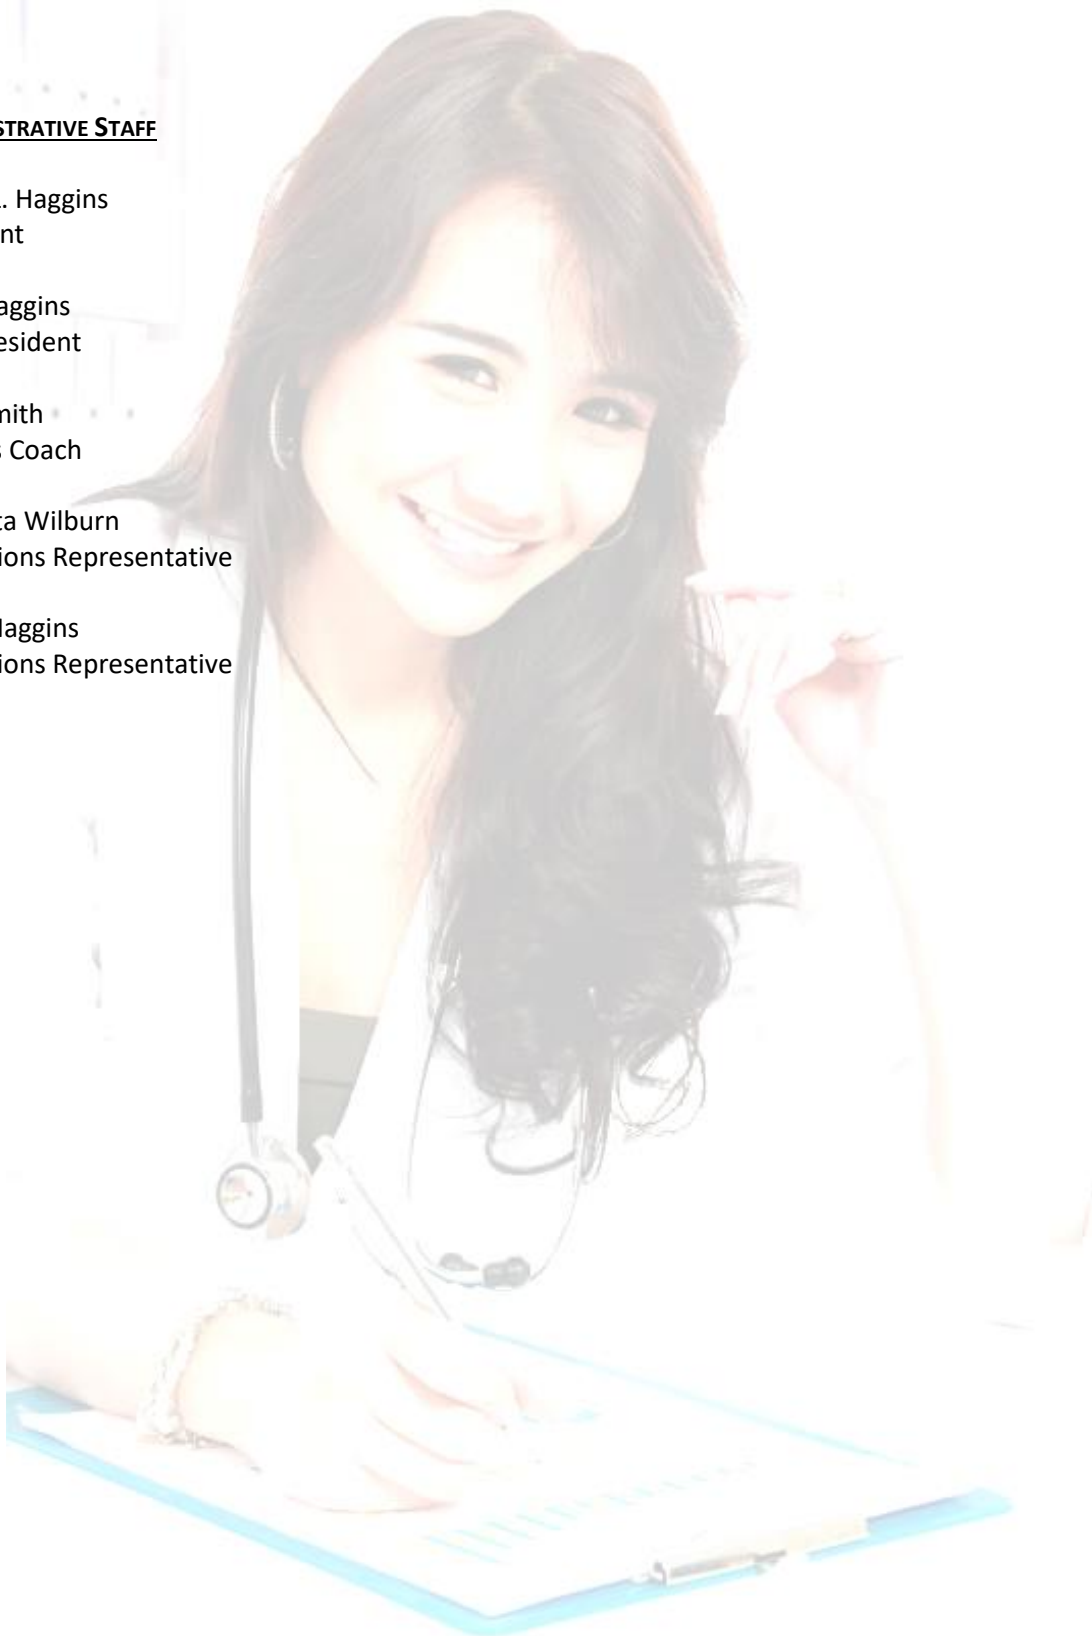 STRATIVE STAFF
. Haggins
nt
aggins
esident
mith
s Coach
ta Wilburn
ions Representative
Haggins
ions Representative